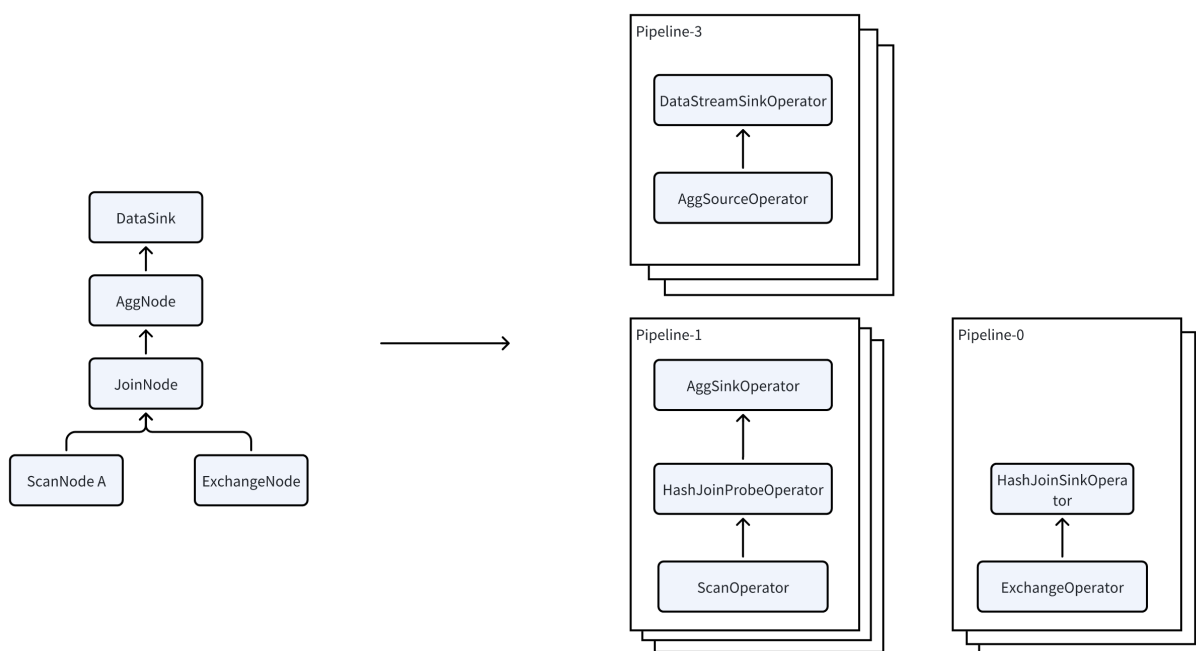 DataSink
AggNode
JoinNode
ScanNode A
ExchangeNode
Pipeline-3
DataStreamSinkOperator
AggSourceOperator
Pipeline-1
AggSinkOperator
HashJoinProbeOperator
ScanOperator
Pipeline-0
HashJoinSinkOpera
tor
ExchangeOperator